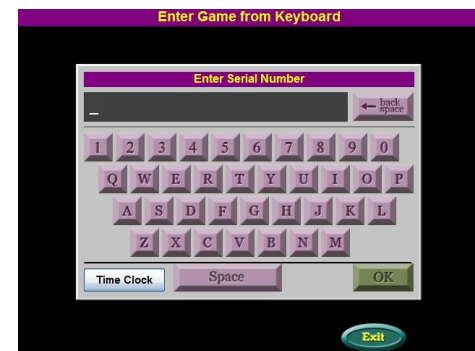 Enter Game from Keyboard
Enter Serial Number
_
← back space
1 2 3 4 5 6 7 8 9 0
Q W E R T Y U I O P
A S D F G H J K L
Z X C V B N M
Time Clock Space OK
Exit